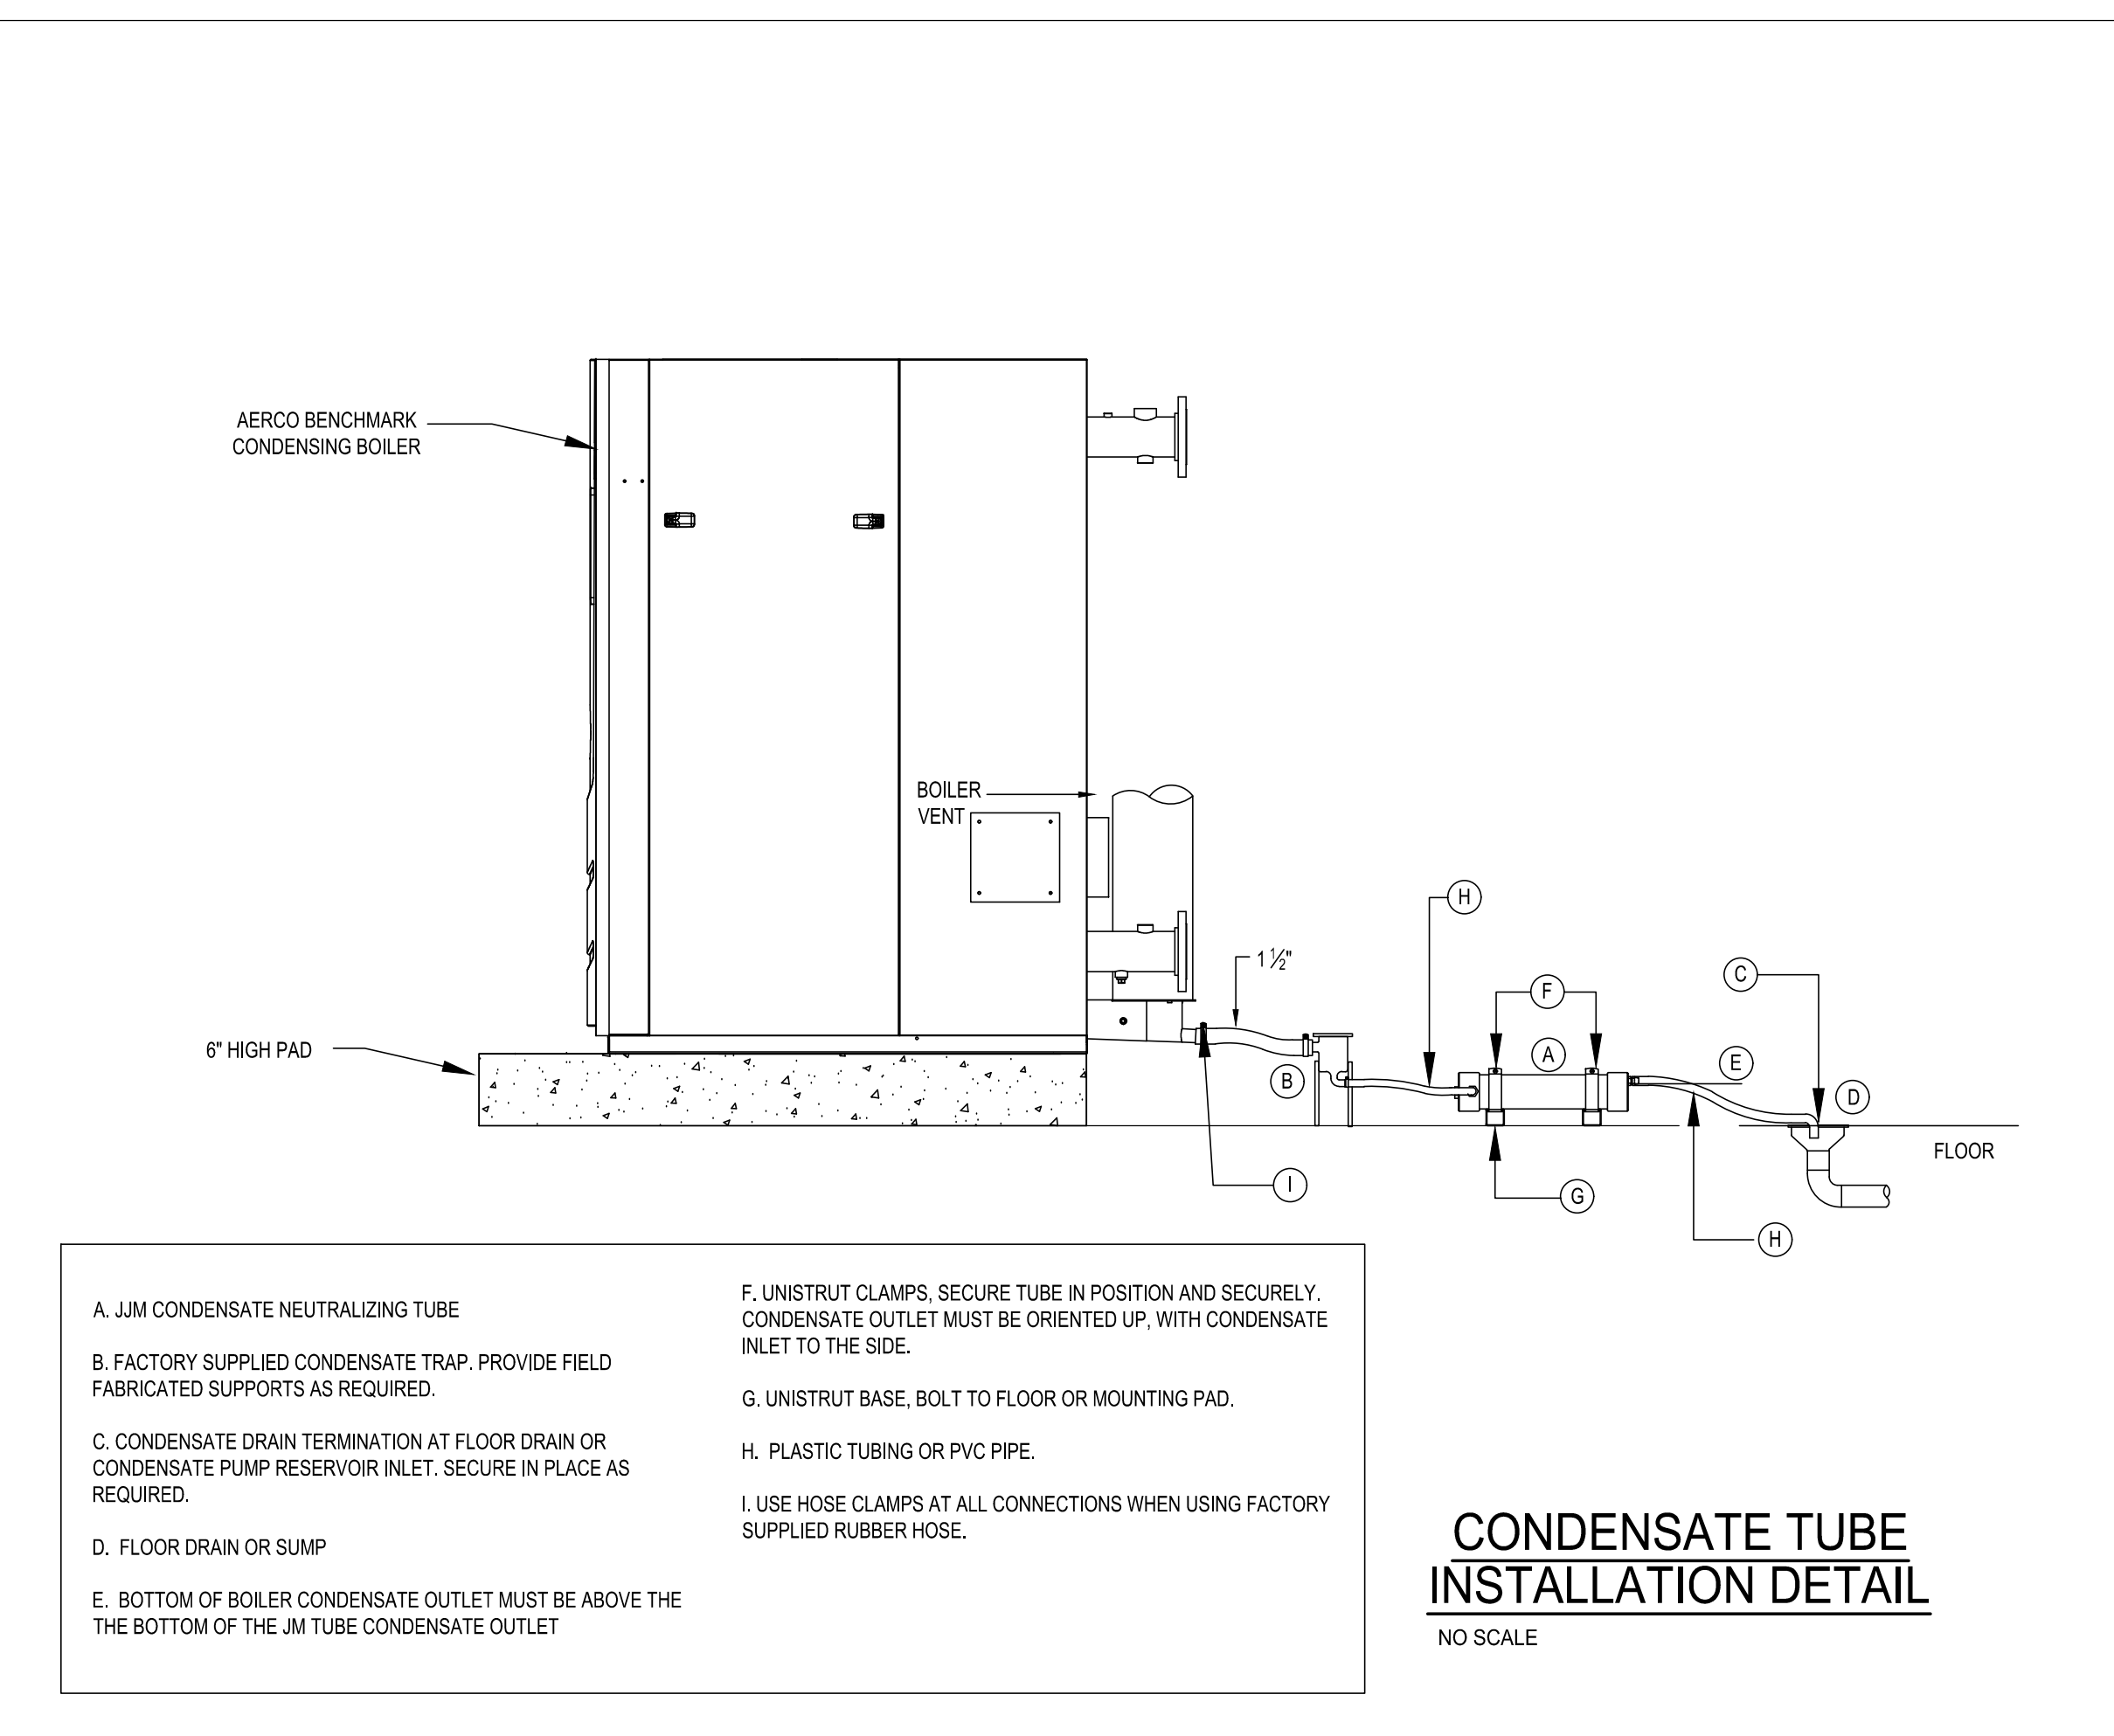 AERCO BENCHMARK
CONDENSING BOILER
BOILER
VENT
H
1 ½"
C
F
6" HIGH PAD
A
E
B
D
FLOOR
I
G
H
A. JJM CONDENSATE NEUTRALIZING TUBE
B. FACTORY SUPPLIED CONDENSATE TRAP. PROVIDE FIELD
FABRICATED SUPPORTS AS REQUIRED.
C. CONDENSATE DRAIN TERMINATION AT FLOOR DRAIN OR
CONDENSATE PUMP RESERVOIR INLET. SECURE IN PLACE AS
REQUIRED.
D. FLOOR DRAIN OR SUMP
E. BOTTOM OF BOILER CONDENSATE OUTLET MUST BE ABOVE THE
THE BOTTOM OF THE JM TUBE CONDENSATE OUTLET
F. UNISTRUT CLAMPS, SECURE TUBE IN POSITION AND SECURELY.
CONDENSATE OUTLET MUST BE ORIENTED UP, WITH CONDENSATE
INLET TO THE SIDE.
G. UNISTRUT BASE, BOLT TO FLOOR OR MOUNTING PAD.
H. PLASTIC TUBING OR PVC PIPE.
I. USE HOSE CLAMPS AT ALL CONNECTIONS WHEN USING FACTORY
SUPPLIED RUBBER HOSE.
CONDENSATE TUBE
INSTALLATION DETAIL
NO SCALE